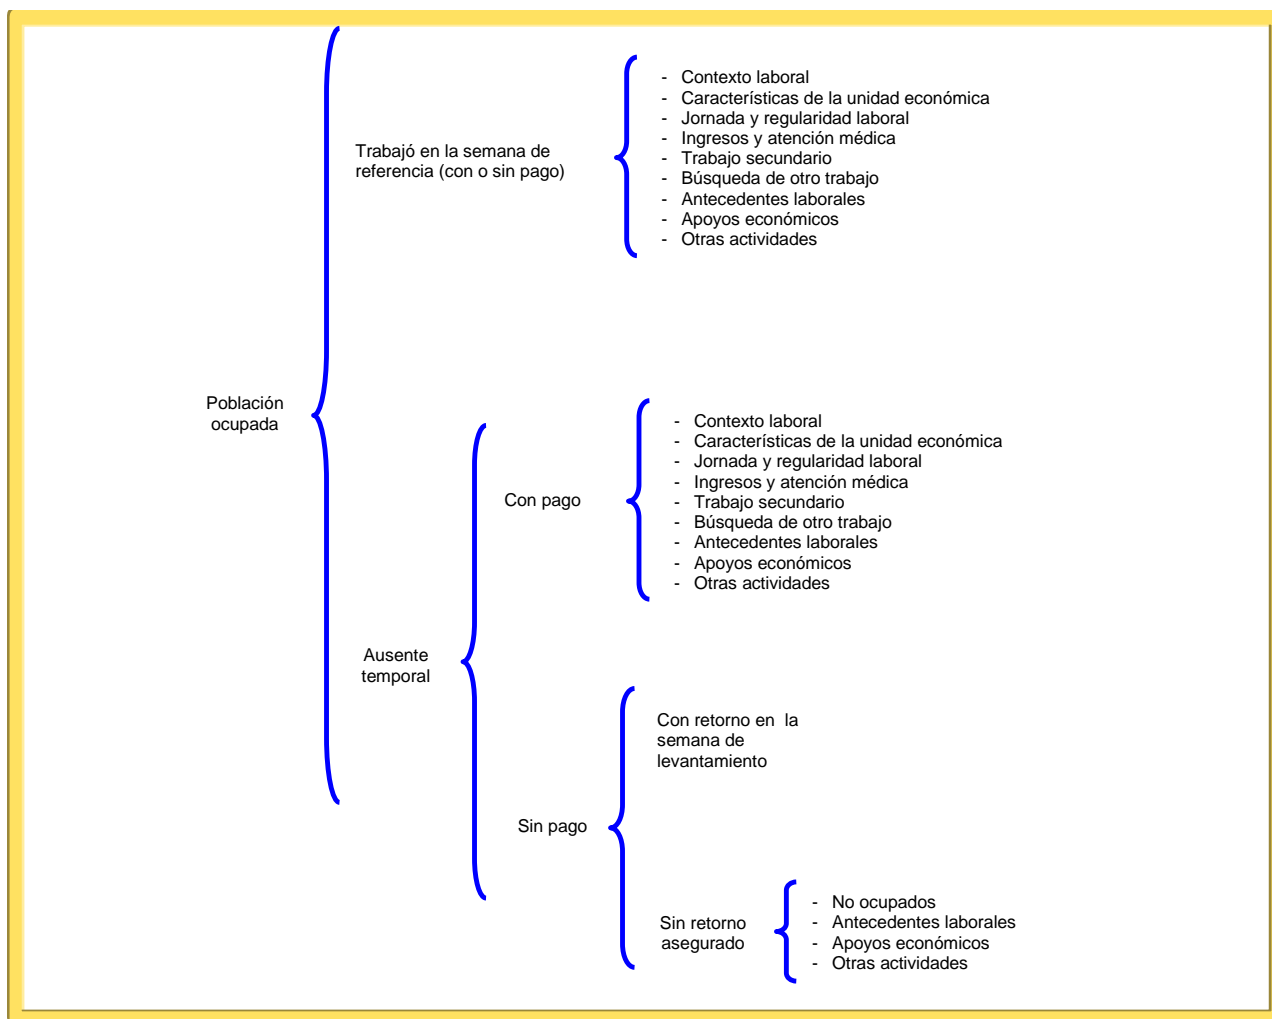 Trabajó en la semana de
referencia (con o sin pago)
- Contexto laboral
- Características de la unidad económica
- Jornada y regularidad laboral
- Ingresos y atención médica
- Trabajo secundario
- Búsqueda de otro trabajo
- Antecedentes laborales
- Apoyos económicos
- Otras actividades
Población
ocupada
Ausente
temporal
Con pago
- Contexto laboral
- Características de la unidad económica
- Jornada y regularidad laboral
- Ingresos y atención médica
- Trabajo secundario
- Búsqueda de otro trabajo
- Antecedentes laborales
- Apoyos económicos
- Otras actividades
Sin pago
Con retorno en la
semana de
levantamiento
Sin retorno
asegurado
- No ocupados
- Antecedentes laborales
- Apoyos económicos
- Otras actividades